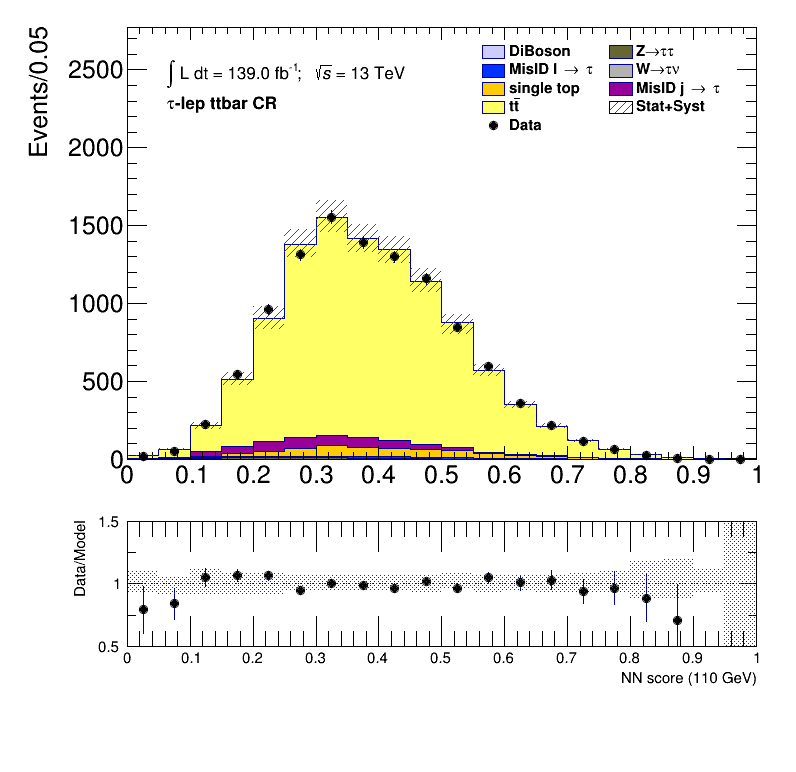 Events/0.05
2500
2000
1500
1000
500
0
∫ L dt = 139.0 fb⁻¹; √s = 13 TeV
τ-lep ttbar CR
DiBoson
MisID l → τ
single top
tt̄
Data
Z→ττ
W→τν
MisID j → τ
Stat+Syst
0 0.1 0.2 0.3 0.4 0.5 0.6 0.7 0.8 0.9 1
Data/Model
1.5
1
0.5
0 0.1 0.2 0.3 0.4 0.5 0.6 0.7 0.8 0.9 1
NN score (110 GeV)